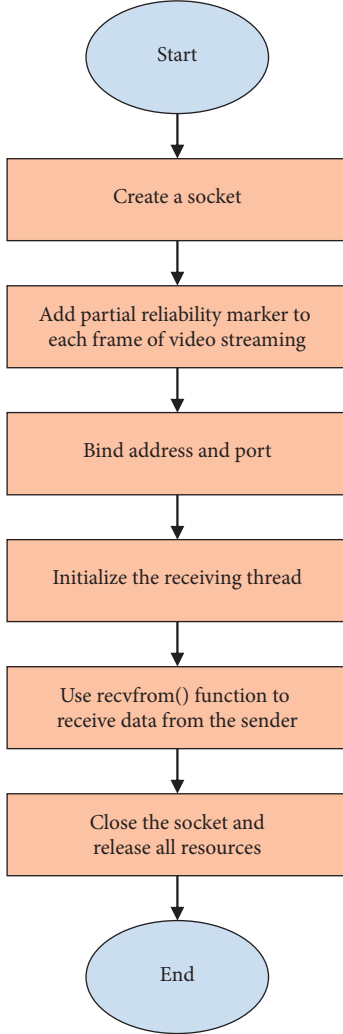 Start
Create a socket
Add partial reliability marker to
each frame of video streaming
Bind address and port
Initialize the receiving thread
Use recvfrom() function to
receive data from the sender
Close the socket and
release all resources
End